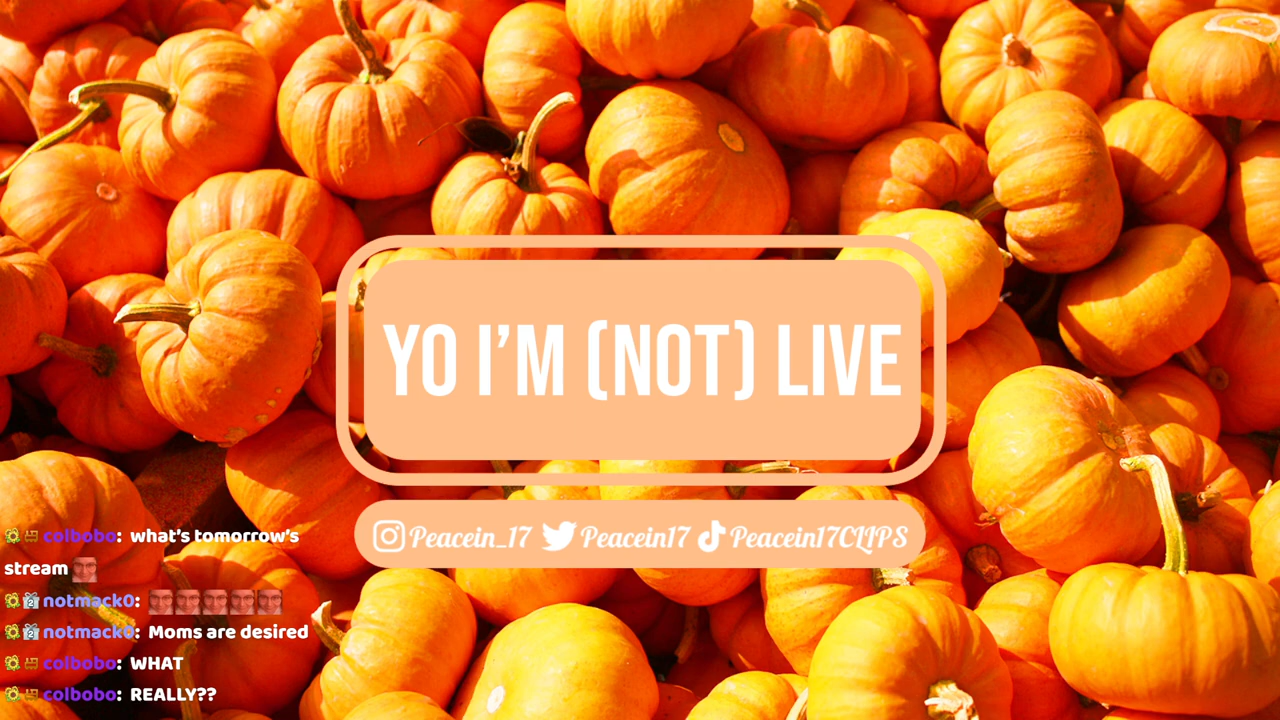 YO I'M (NOT) LIVE
Peacein_17 Peacein17 Peacein17CLIPS
colbobo: what's tomorrow's
stream
notmack0:
notmack0: Moms are desired
colbobo: WHAT
colbobo: REALLY??